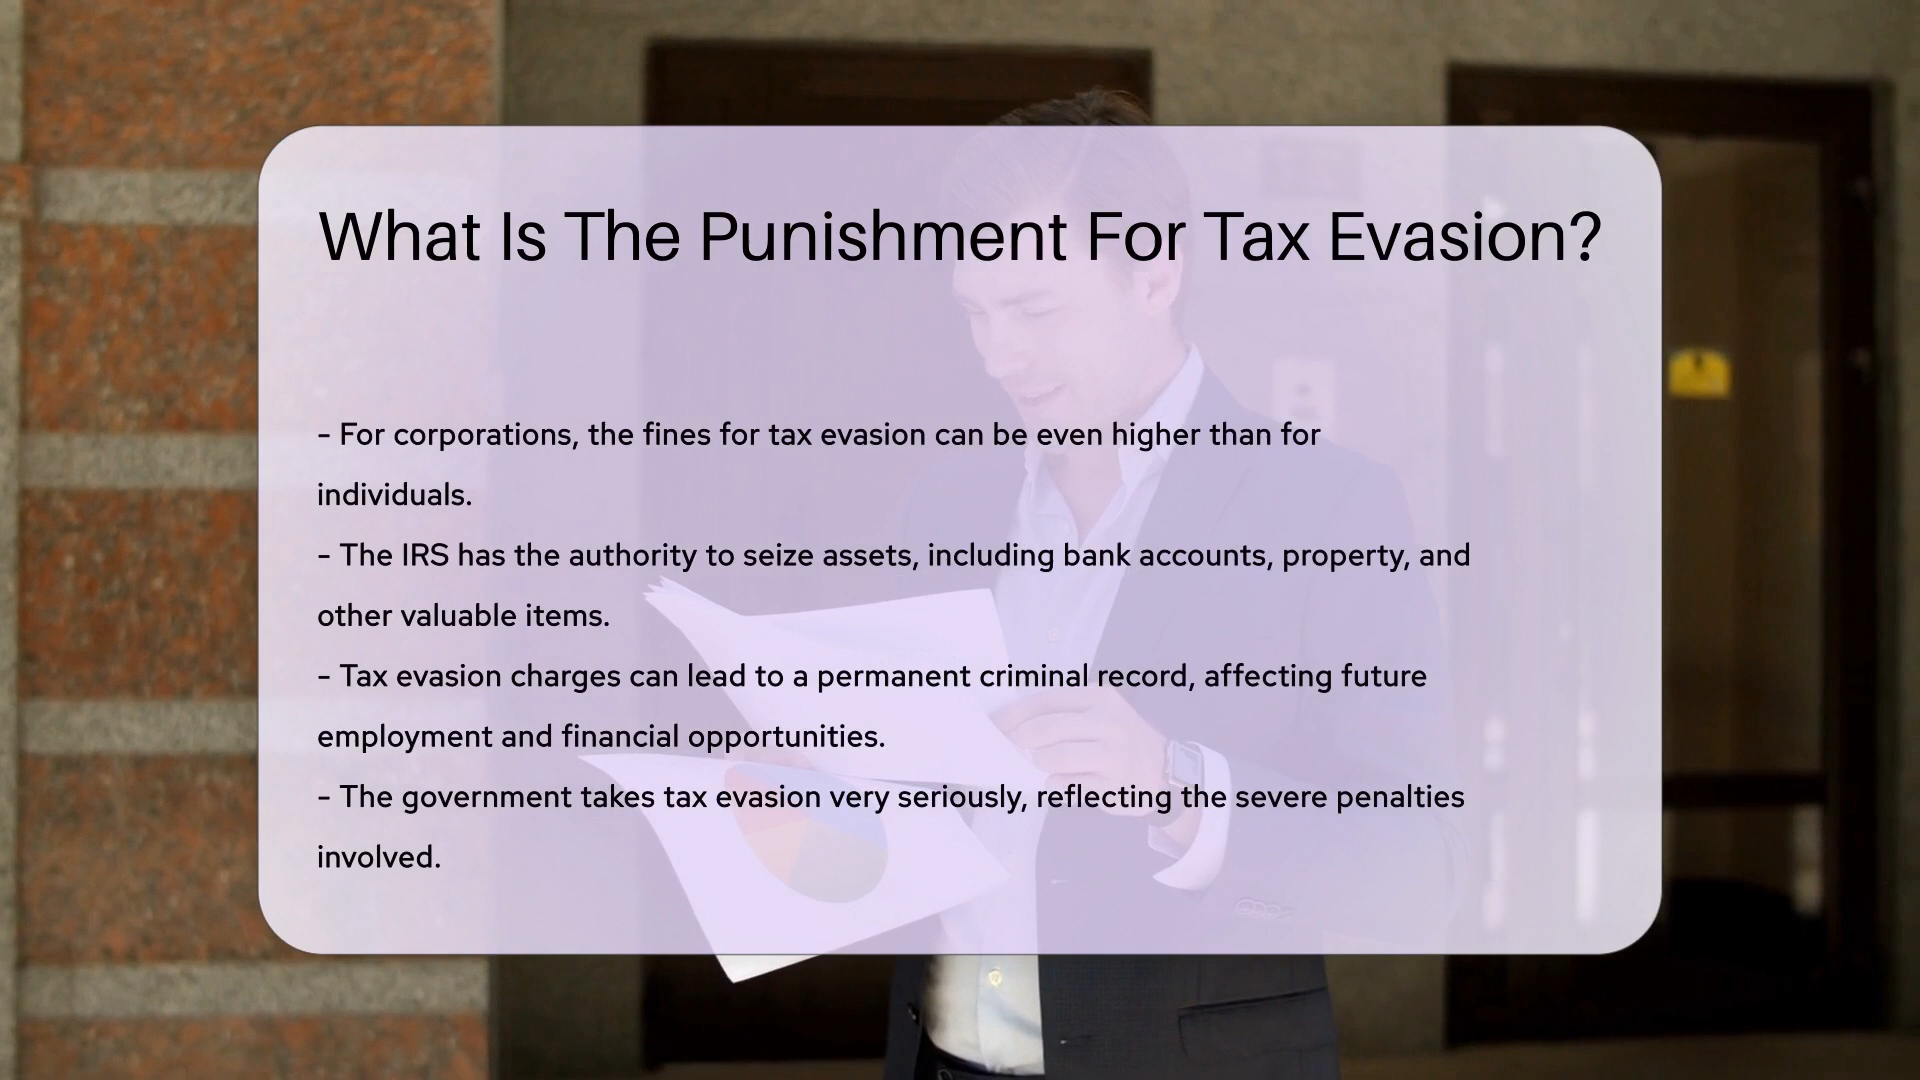 What Is The Punishment For Tax Evasion?
- For corporations, the fines for tax evasion can be even higher than for
individuals.
- The IRS has the authority to seize assets, including bank accounts, property, and
other valuable items.
- Tax evasion charges can lead to a permanent criminal record, affecting future
employment and financial opportunities.
- The government takes tax evasion very seriously, reflecting the severe penalties
involved.